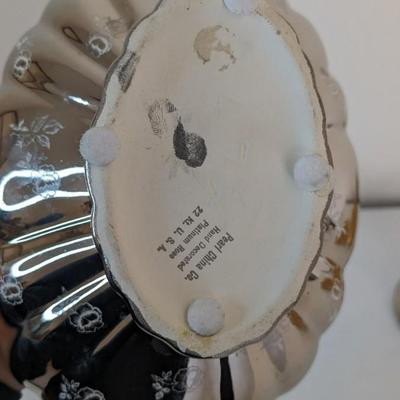 Pearl China Co.
Hand Decorated
Platinum Rose
22 Kt. U. S. A.